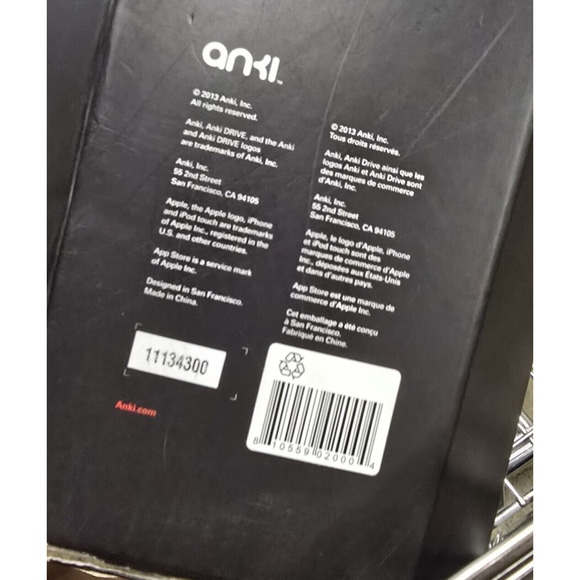 anki™
© 2013 Anki, Inc.
All rights reserved.
Anki, Anki DRIVE, and the Anki
and Anki DRIVE logos
are trademarks of Anki, Inc.
Anki, Inc.
55 2nd Street
San Francisco, CA 94105
Apple, the Apple logo, iPhone
and iPod touch are trademarks
of Apple Inc., registered in the
U.S. and other countries.
App Store is a service mark
of Apple Inc.
Designed in San Francisco.
Made in China.
© 2013 Anki, Inc.
Tous droits réservés.
Anki, Anki Drive ainsi que les
logos Anki et Anki Drive sont
des marques de commerce
d'Anki, Inc.
Anki, Inc.
55 2nd Street
San Francisco, CA 94105
Apple, le logo d'Apple, iPhone
et iPod touch sont des
marques de commerce d'Apple
Inc., déposées aux États-Unis
et dans d'autres pays.
App Store est une marque de
commerce d'Apple Inc.
Cet emballage a été conçu
à San Francisco.
Fabriqué en Chine.
11134300
Anki.com
8 10559 02000 4